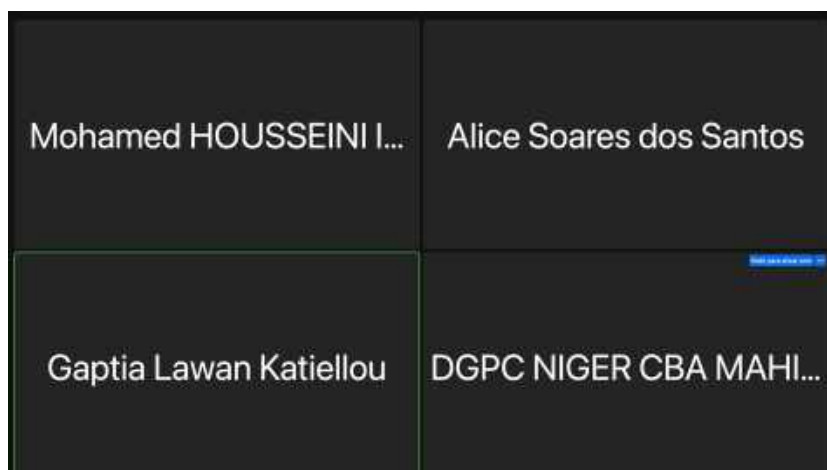 Mohamed HOUSSEINI I...
Alice Soares dos Santos
Gaptia Lawan Katiellou
DGPC NIGER CBA MAHI...